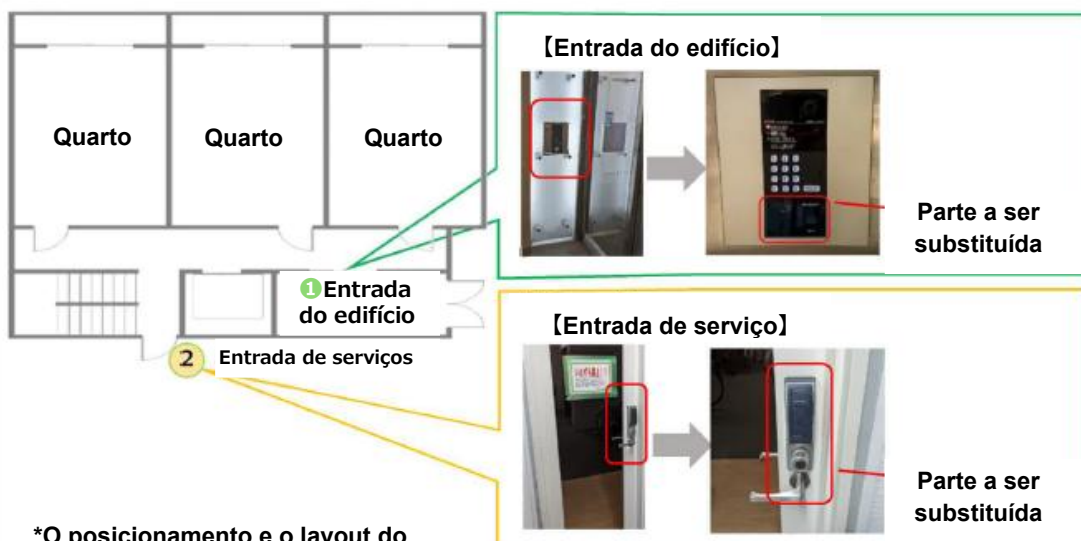 【Entrada do edifício】
Quarto
Quarto
Quarto
Parte a ser
substituída
❶Entrada
do edifício
2
Entrada de serviços
【Entrada de serviço】
Parte a ser
substituída
*O posicionamento e o layout do